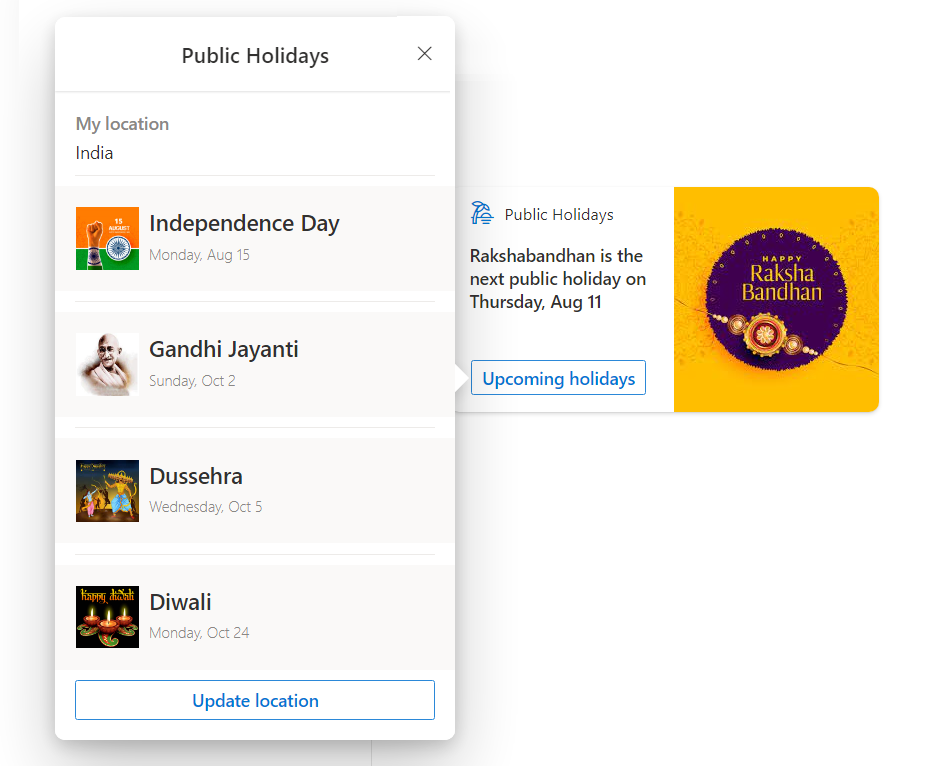 Public Holidays
My location
India
15
AUGUST
Independence Day
Monday, Aug 15
Gandhi Jayanti
Sunday, Oct 2
Dussehra
Wednesday, Oct 5
Happy diwali
Diwali
Monday, Oct 24
Update location
Public Holidays
Rakshabandhan is the
next public holiday on
Thursday, Aug 11
Upcoming holidays
HAPPY
Raksha
Bandhan